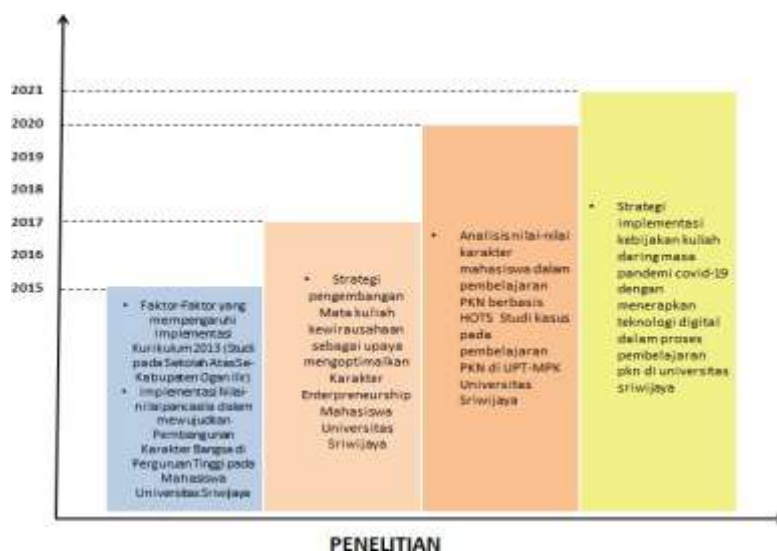 2021
2020
2019
2018
2017
2016
2015
• Faktor-Faktor yang
mempengaruhi
Implementasi
Kurikulum 2013 (Studi
pada Sekolah Atas Se-
Kabupaten Ogan Ilir)
• Implementasi Nilai-
nilai pancasila dalam
mewujudkan
Pembangunan
Karakter Bangsa di
Perguruan Tinggi pada
Mahasiswa
Universitas Sriwijaya
• Strategi
pengembangan
Mata kuliah
kewirausahaan
sebagai upaya
mengoptimalkan
Karakter
Enterpreneurship
Mahasiswa
Universitas
Sriwijaya
• Analisis nilai-nilai
karakter
mahasiswa dalam
pembelajaran
PKN berbasis
HOTS Studi kasus
pada
pembelajaran
PKN di UPT-MPK
Universitas
Sriwijaya
• Strategi
implementasi
kebijakan kuliah
daring masa
pandemi covid-19
dengan
menerapkan
teknologi digital
dalam proses
pembelajaran
pkn di universitas
sriwijaya
PENELITIAN